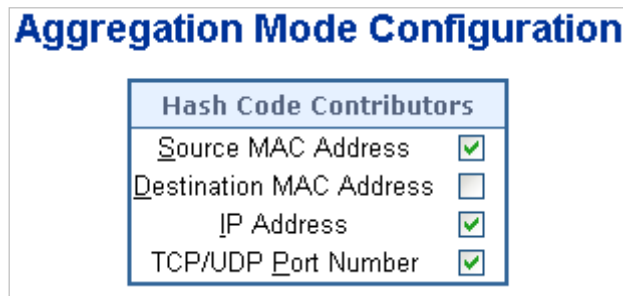 Aggregation Mode Configuration
Hash Code Contributors
Source MAC Address
Destination MAC Address
IP Address
TCP/UDP Port Number